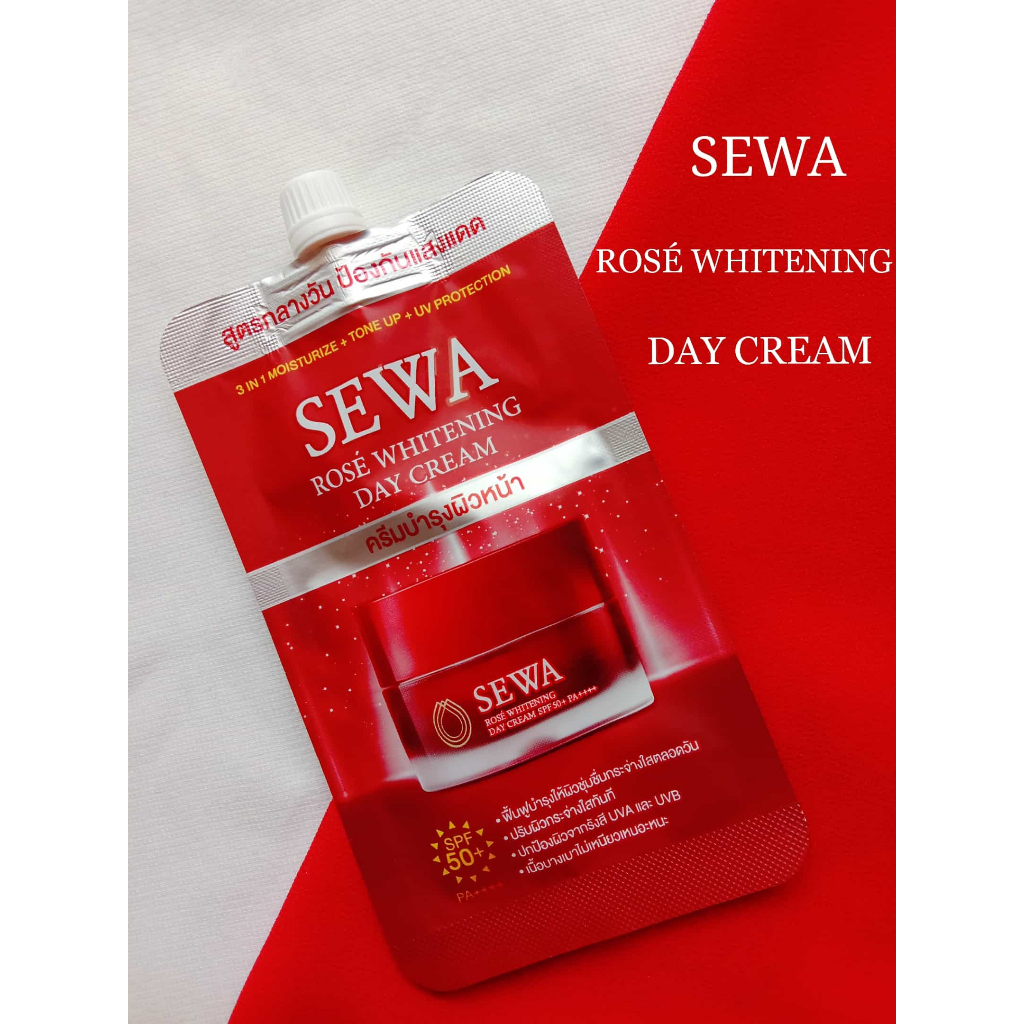 SEWA
ROSÉ WHITENING
DAY CREAM
สูตรกลางวัน ป้องกันแสงแดด
3 IN 1 MOISTURIZE + TONE UP + UV PROTECTION
SEWA
ROSÉ WHITENING
DAY CREAM
ครีมบำรุงผิวหน้า
SEWA
ROSÉ WHITENING
DAY CREAM SPF 50+ PA++++
• ฟื้นฟูบำรุงให้ผิวชุ่มชื่นกระจ่างใสตลอดวัน
• ปรับผิวกระจ่างใสทันที
• ปกป้องผิวจากรังสี UVA และ UVB
• เนื้อบางเบาไม่เหนียวเหนอะหนะ
SPF
50+
PA++++